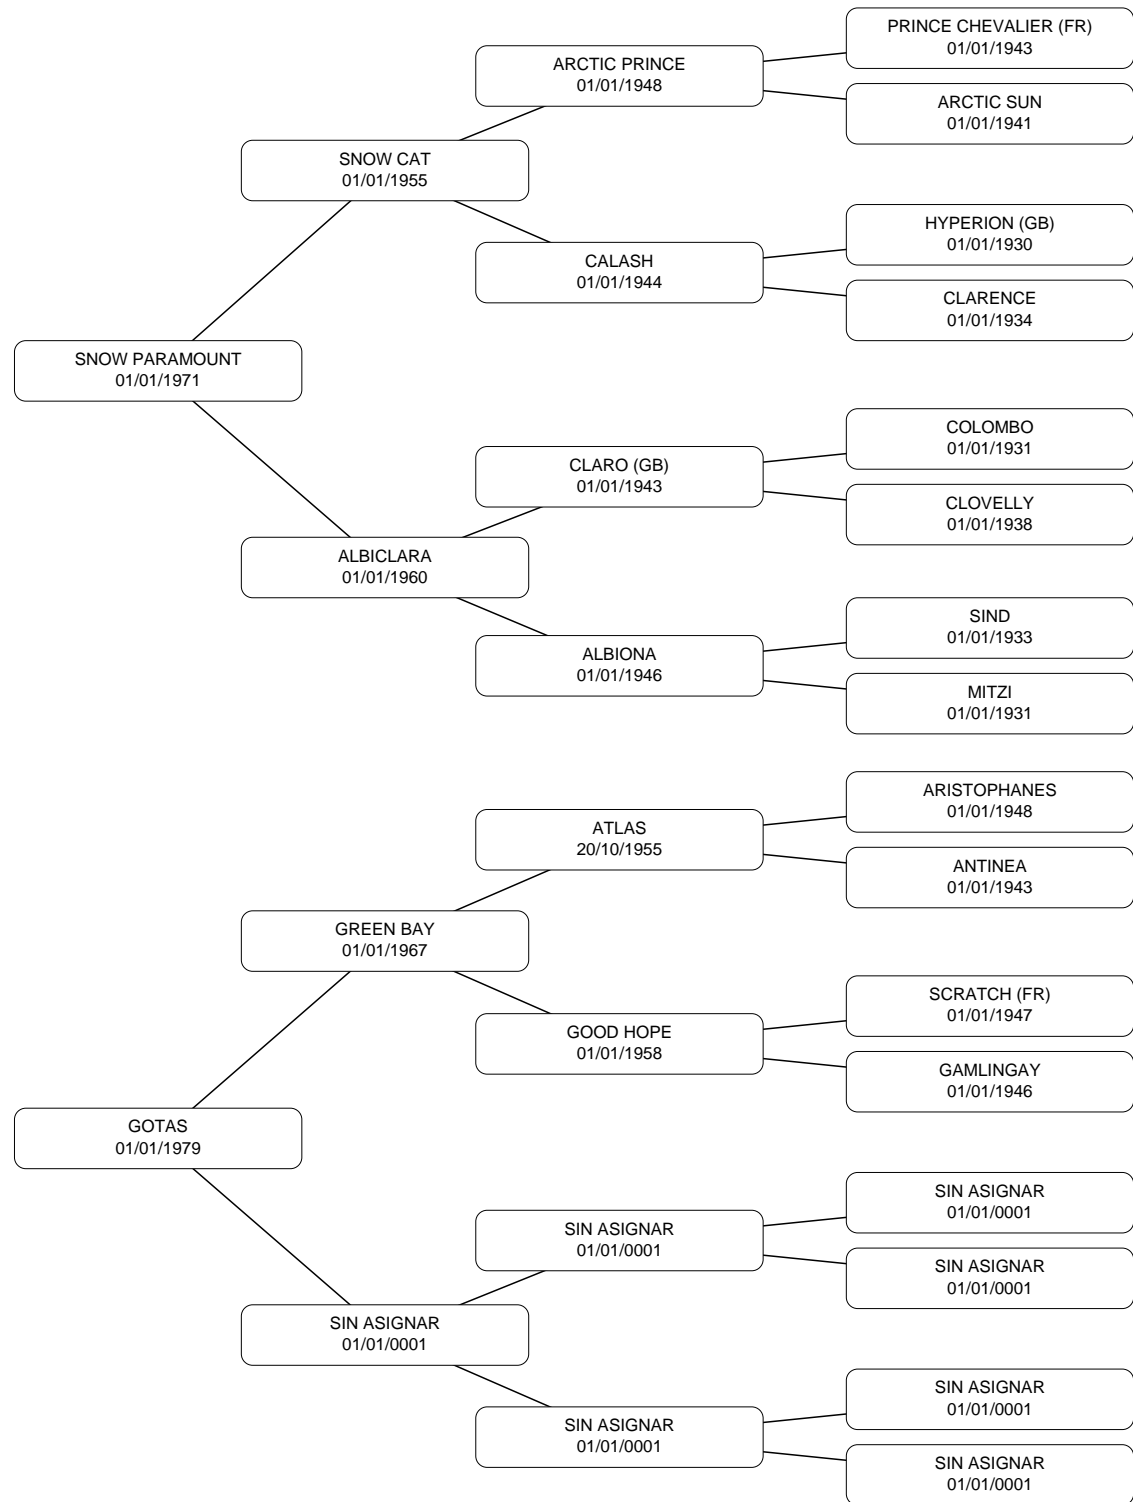 PRINCE CHEVALIER (FR)
01/01/1943
ARCTIC PRINCE
01/01/1948
ARCTIC SUN
01/01/1941
SNOW CAT
01/01/1955
HYPERION (GB)
01/01/1930
CALASH
01/01/1944
CLARENCE
01/01/1934
SNOW PARAMOUNT
01/01/1971
COLOMBO
01/01/1931
CLARO (GB)
01/01/1943
CLOVELLY
01/01/1938
ALBICLARA
01/01/1960
SIND
01/01/1933
ALBIONA
01/01/1946
MITZI
01/01/1931
ARISTOPHANES
01/01/1948
ATLAS
20/10/1955
ANTINEA
01/01/1943
GREEN BAY
01/01/1967
SCRATCH (FR)
01/01/1947
GOOD HOPE
01/01/1958
GAMLINGAY
01/01/1946
GOTAS
01/01/1979
SIN ASIGNAR
01/01/0001
SIN ASIGNAR
01/01/0001
SIN ASIGNAR
01/01/0001
SIN ASIGNAR
01/01/0001
SIN ASIGNAR
01/01/0001
SIN ASIGNAR
01/01/0001
SIN ASIGNAR
01/01/0001